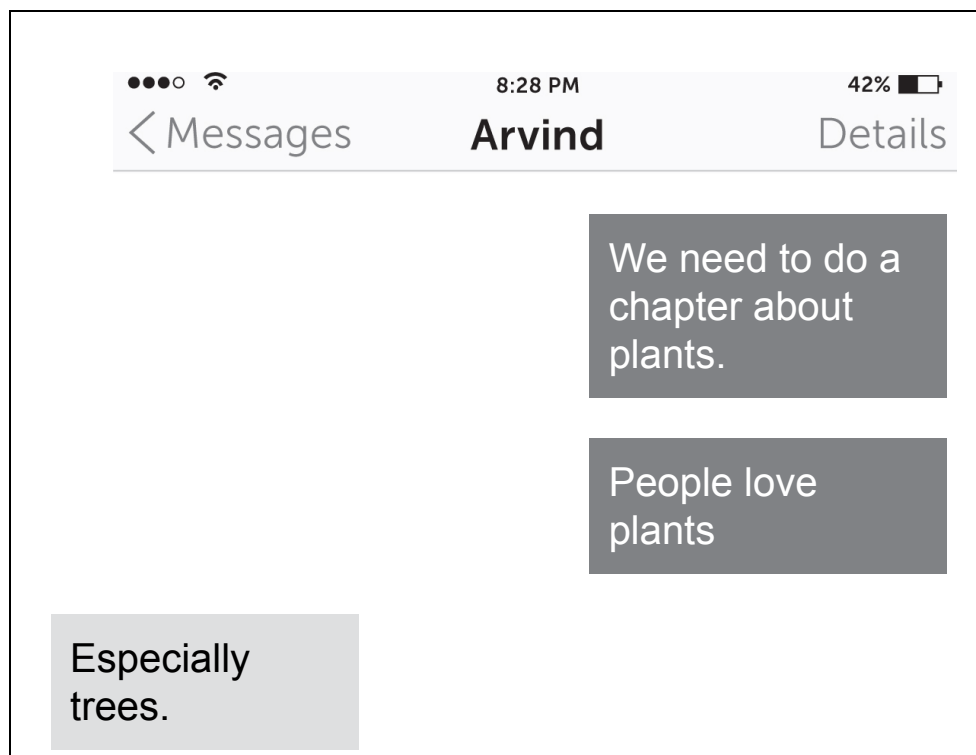 8:28 PM 42%
Messages Arvind Details
We need to do a
chapter about
plants.
People love
plants
Especially
trees.